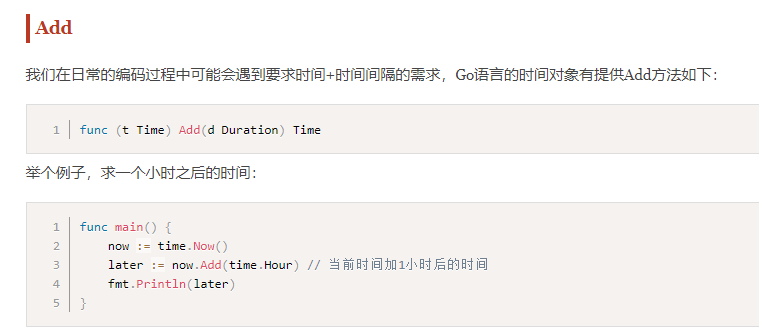 Add
我们在日常的编码过程中可能会遇到要求时间+时间间隔的需求，Go语言的时间对象有提供Add方法如下：
1 func (t Time) Add(d Duration) Time
举个例子，求一个小时之后的时间：
1 func main() {
2     now := time.Now()
3     later := now.Add(time.Hour) // 当前时间加1小时后的时间
4     fmt.Println(later)
5 }